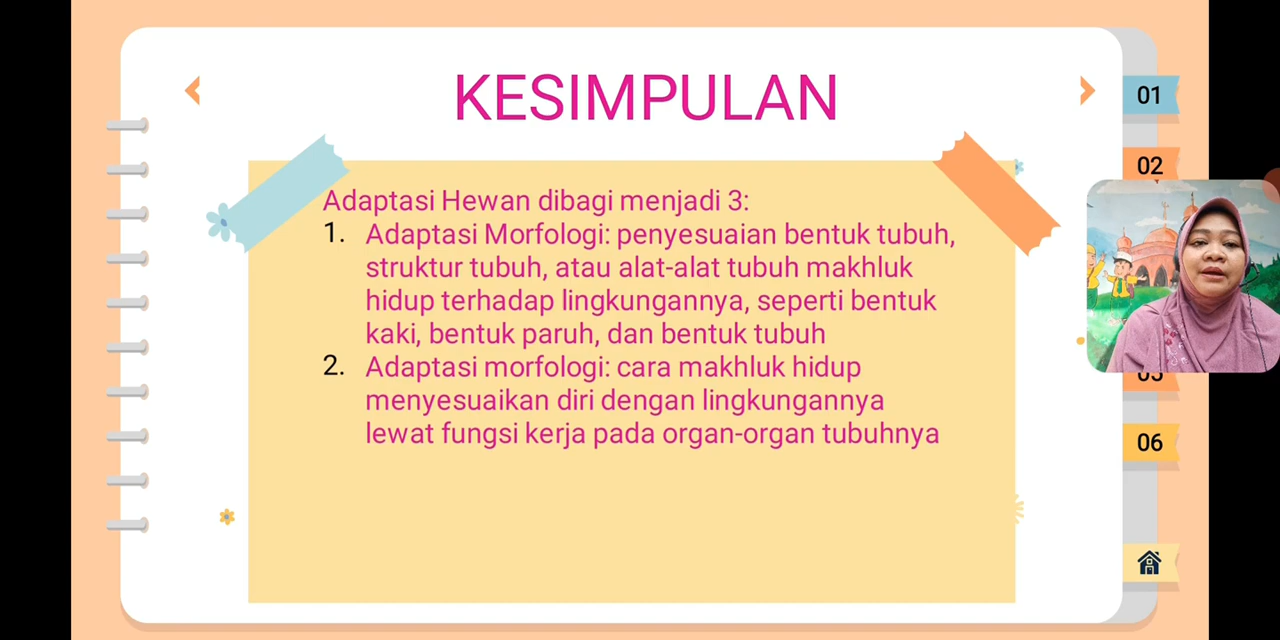 KESIMPULAN
Adaptasi Hewan dibagi menjadi 3:
1. Adaptasi Morfologi: penyesuaian bentuk tubuh,
struktur tubuh, atau alat-alat tubuh makhluk
hidup terhadap lingkungannya, seperti bentuk
kaki, bentuk paruh, dan bentuk tubuh
2. Adaptasi morfologi: cara makhluk hidup
menyesuaikan diri dengan lingkungannya
lewat fungsi kerja pada organ-organ tubuhnya
01
02
05
06